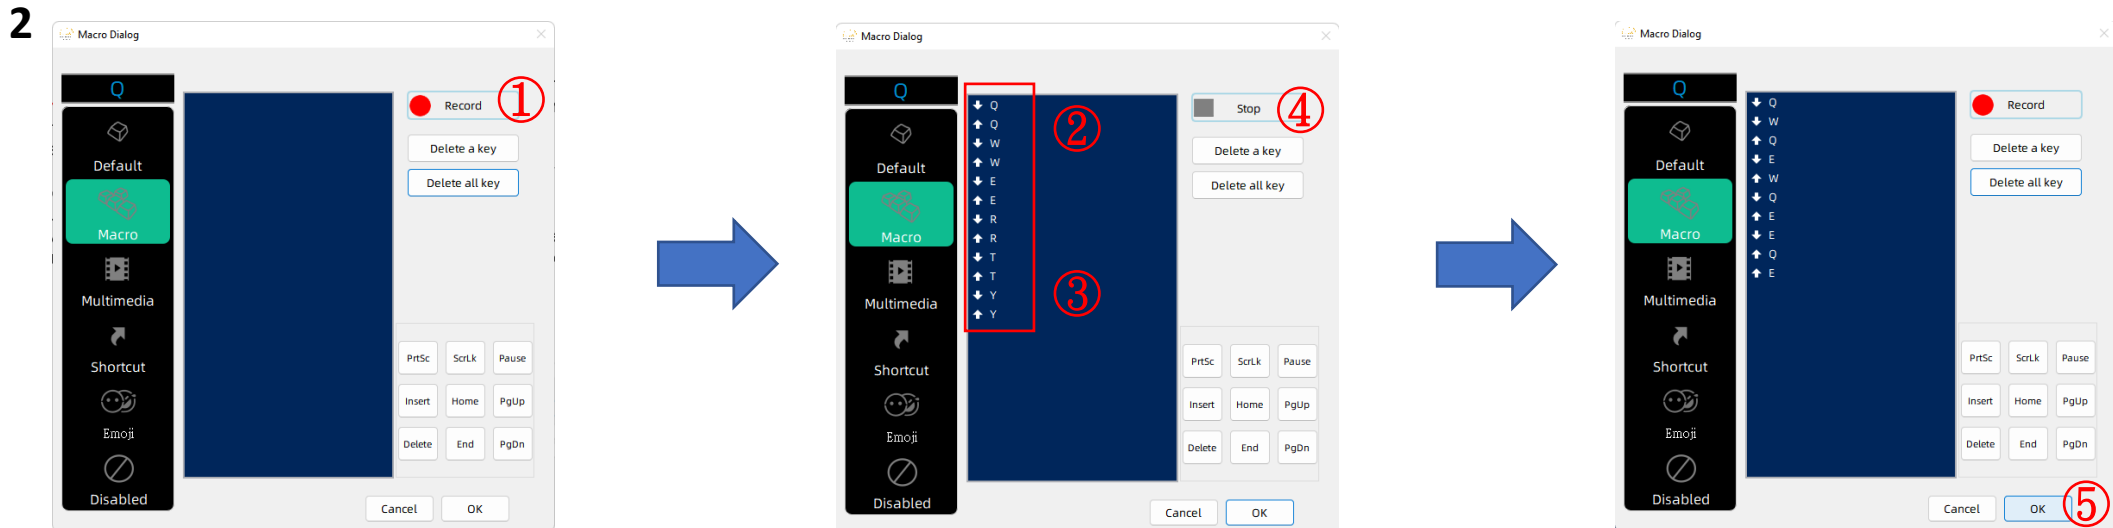 2
Macro Dialog
Q
Default
Macro
Multimedia
Shortcut
Emoji
Disabled
Record
①
Delete a key
Delete all key
PrtSc ScrLk Pause
Insert Home PgUp
Delete End PgDn
Cancel OK
Macro Dialog
Q
Default
Macro
Multimedia
Shortcut
Emoji
Disabled
↓ Q
↑ Q
↓ W
↑ W
↓ E
↑ E
↓ R
↑ R
↓ T
↑ T
↓ Y
↑ Y
②
③
Stop
④
Delete a key
Delete all key
PrtSc ScrLk Pause
Insert Home PgUp
Delete End PgDn
Cancel OK
Macro Dialog
Q
Default
Macro
Multimedia
Shortcut
Emoji
Disabled
↓ Q
↓ W
↑ Q
↓ E
↑ W
↓ Q
↑ E
↓ E
↑ Q
↑ E
Record
Delete a key
Delete all key
PrtSc ScrLk Pause
Insert Home PgUp
Delete End PgDn
Cancel OK
⑤